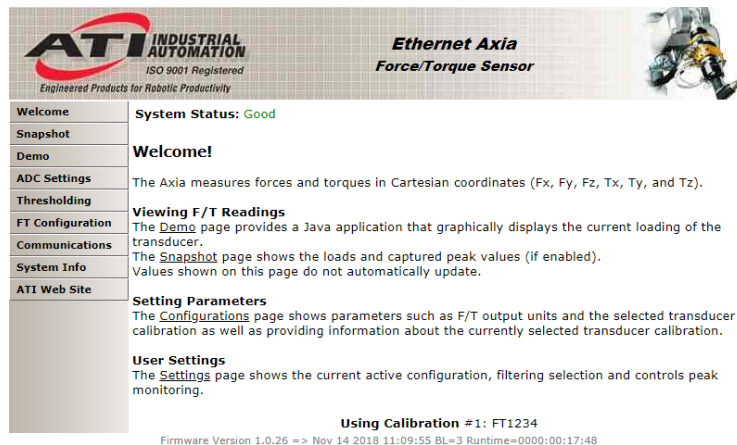 ATI INDUSTRIAL
AUTOMATION
ISO 9001 Registered
Engineered Products for Robotic Productivity
Ethernet Axia
Force/Torque Sensor
Welcome
Snapshot
Demo
ADC Settings
Thresholding
FT Configuration
Communications
System Info
ATI Web Site
System Status: Good
Welcome!
The Axia measures forces and torques in Cartesian coordinates (Fx, Fy, Fz, Tx, Ty, and Tz).
Viewing F/T Readings
The Demo page provides a Java application that graphically displays the current loading of the
transducer.
The Snapshot page shows the loads and captured peak values (if enabled).
Values shown on this page do not automatically update.
Setting Parameters
The Configurations page shows parameters such as F/T output units and the selected transducer
calibration as well as providing information about the currently selected transducer calibration.
User Settings
The Settings page shows the current active configuration, filtering selection and controls peak
monitoring.
Using Calibration #1: FT1234
Firmware Version 1.0.26 => Nov 14 2018 11:09:55 BL=3 Runtime=0000:00:17:48